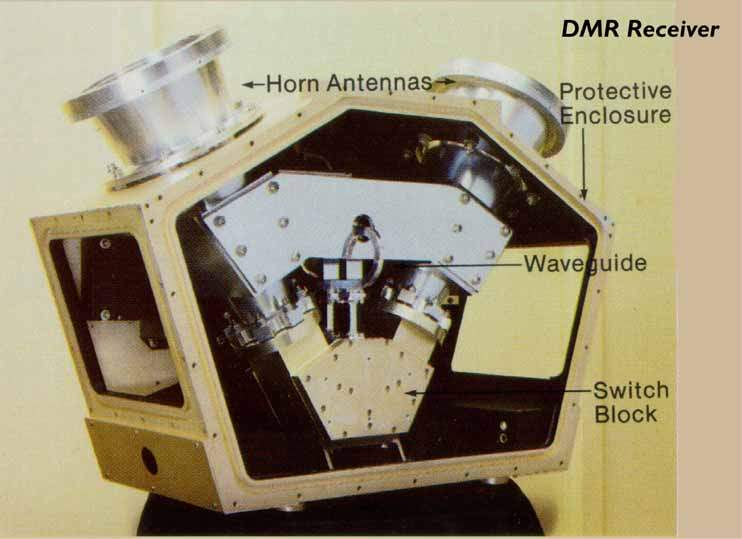 DMR Receiver
Horn Antennas
Protective
Enclosure
Waveguide
Switch
Block